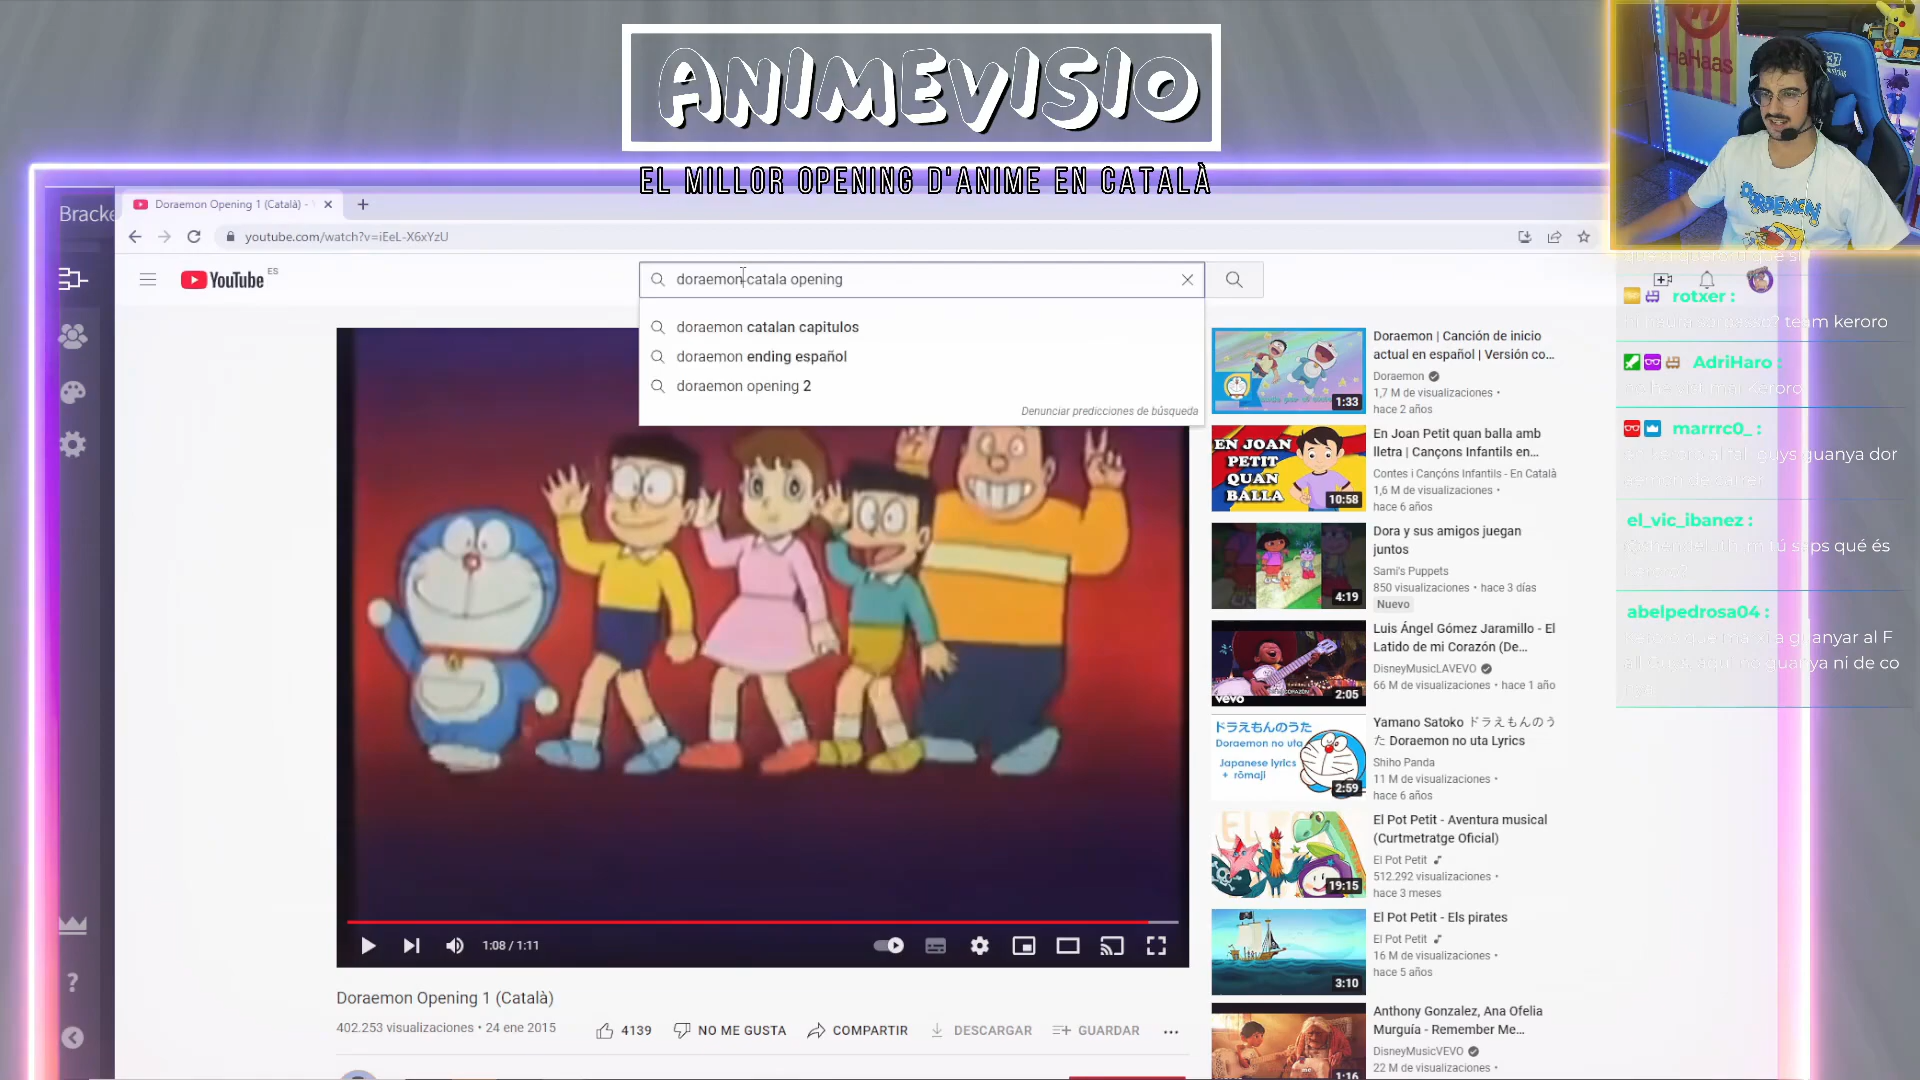 ANIMEVISIO
EL MILLOR OPENING D'ANIME EN CATALÀ
HaHaas
DORAEMON
Bracke
Doraemon Opening 1 (Català) -
youtube.com/watch?v=iEeL-X6xYzU
YouTube ES
doraemon catala opening
doraemon catalan capitulos
doraemon ending español
doraemon opening 2
Denunciar predicciones de búsqueda
1:08 / 1:11
Doraemon Opening 1 (Català)
402.253 visualizaciones • 24 ene 2015
4139
NO ME GUSTA
COMPARTIR
DESCARGAR
GUARDAR
1:33
Doraemon | Canción de inicio
actual en español | Versión co...
Doraemon
1,7 M de visualizaciones •
hace 2 años
EN JOAN
PETIT
QUAN
BALLA
10:58
En Joan Petit quan balla amb
lletra | Cançons Infantils en...
Contes i Cançóns Infantils - En Català
1,6 M de visualizaciones •
hace 6 años
4:19
Dora y sus amigos juegan
juntos
Sami's Puppets
850 visualizaciones • hace 3 días
Nuevo
vevo
2:05
Luis Ángel Gómez Jaramillo - El
Latido de mi Corazón (De...
DisneyMusicLAVEVO
66 M de visualizaciones • hace 1 año
ドラえもんのうた
Doraemon no uta
Japanese lyrics
+ rōmaji
2:59
Yamano Satoko ドラえもんのう
た Doraemon no uta Lyrics
Shiho Panda
11 M de visualizaciones •
hace 6 años
19:15
El Pot Petit - Aventura musical
(Curtmetratge Oficial)
El Pot Petit
512.292 visualizaciones •
hace 3 meses
3:10
El Pot Petit - Els pirates
El Pot Petit
16 M de visualizaciones •
hace 5 años
1:16
Anthony Gonzalez, Ana Ofelia
Murguía - Remember Me...
DisneyMusicVEVO
22 M de visualizaciones •
rotxer :
team keroro
AdriHaro :
keroro
marrrc0_ :
guys guanya dor
el_vic_ibanez :
tú saps qué és
abelpedrosa04 :
guanyar al F
guanya ni de co